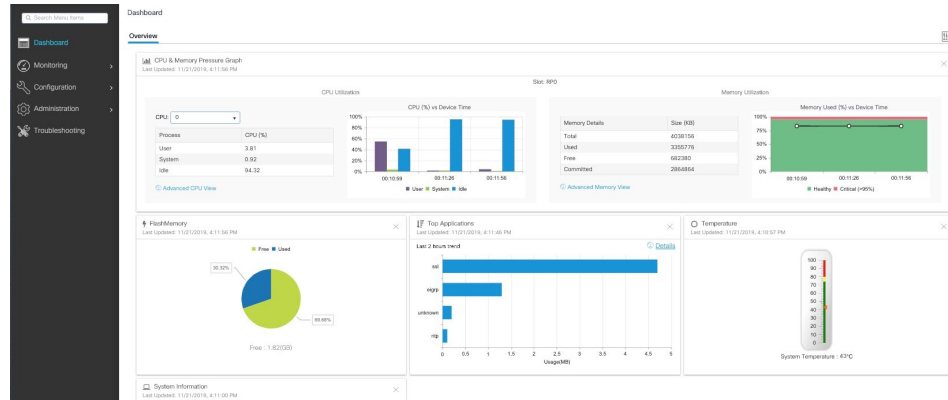 Search Menu Items
Dashboard
Monitoring
Configuration
Administration
Troubleshooting
Dashboard
Overview
CPU & Memory Pressure Graph
Last Updated: 11/21/2019, 4:11:56 PM
Slot: RP0
CPU Utilization
CPU: 0
Process CPU (%)
User 3.81
System 0.92
Idle 94.32
Advanced CPU View
CPU (%) vs Device Time
100%
80%
60%
40%
20%
0%
00:10:59 00:11:26 00:11:56
User System Idle
Memory Utilization
Memory Details Size (KB)
Total 4038156
Used 3355776
Free 682380
Committed 2864864
Advanced Memory View
Memory Used (%) vs Device Time
100%
75%
50%
25%
0%
00:10:59 00:11:26 00:11:56
Healthy Critical (>95%)
FlashMemory
Last Updated: 11/21/2019, 4:11:56 PM
Free Used
Free : 1.82(GB)
Top Applications
Last Updated: 11/21/2019, 4:11:46 PM
Last 2 hours trend
Details
ssl
eigrp
unknown
ntp
0 0.5 1 1.5 2 2.5 3 3.5 4 4.5 5
Usage(MB)
Temperature
Last Updated: 11/21/2019, 4:10:57 PM
100
90
80
70
60
50
40
30
20
10
0
System Temperature : 43°C
System Information
Last Updated: 11/21/2019, 4:11:00 PM